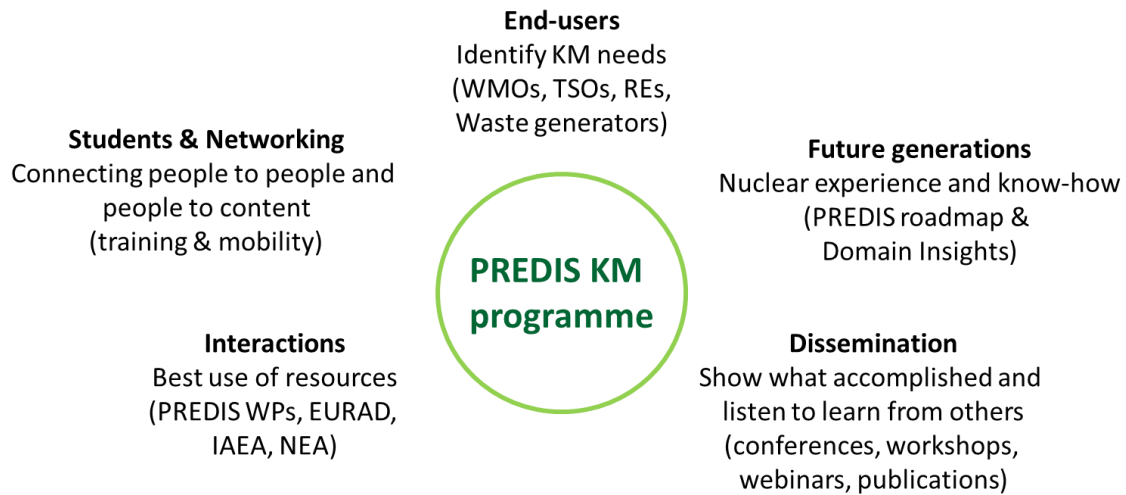 End-users
Identify KM needs
(WMOs, TSOs, REs,
Waste generators)
Students & Networking
Connecting people to people and
people to content
(training & mobility)
Future generations
Nuclear experience and know-how
(PREDIS roadmap &
Domain Insights)
PREDIS KM
programme
Interactions
Best use of resources
(PREDIS WPs, EURAD,
IAEA, NEA)
Dissemination
Show what accomplished and
listen to learn from others
(conferences, workshops,
webinars, publications)